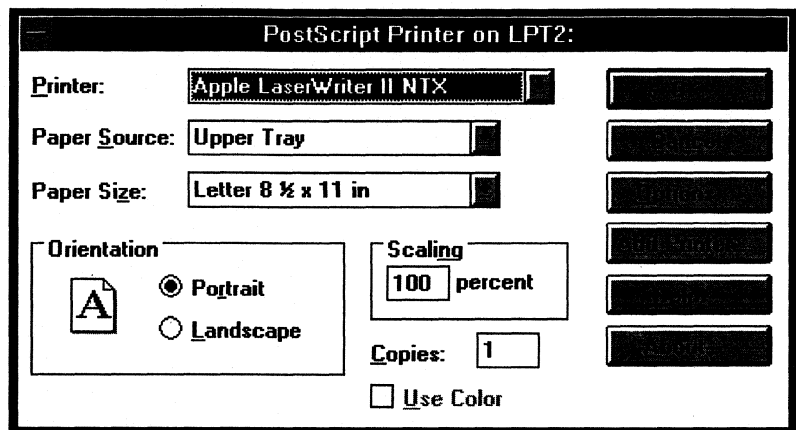 PostScript Printer on LPT2:
Printer: Apple LaserWriter II NTX
Paper Source: Upper Tray
Paper Size: Letter 8 ½ x 11 in
Orientation
A
Portrait
Landscape
Scaling
100 percent
Copies: 1
Use Color